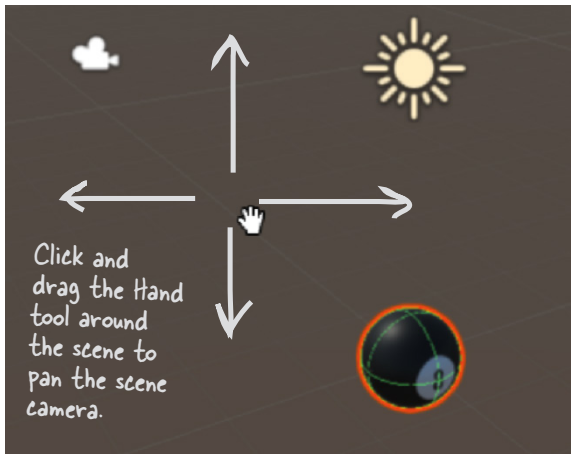 Click and
drag the Hand
tool around
the scene to
pan the scene
camera.